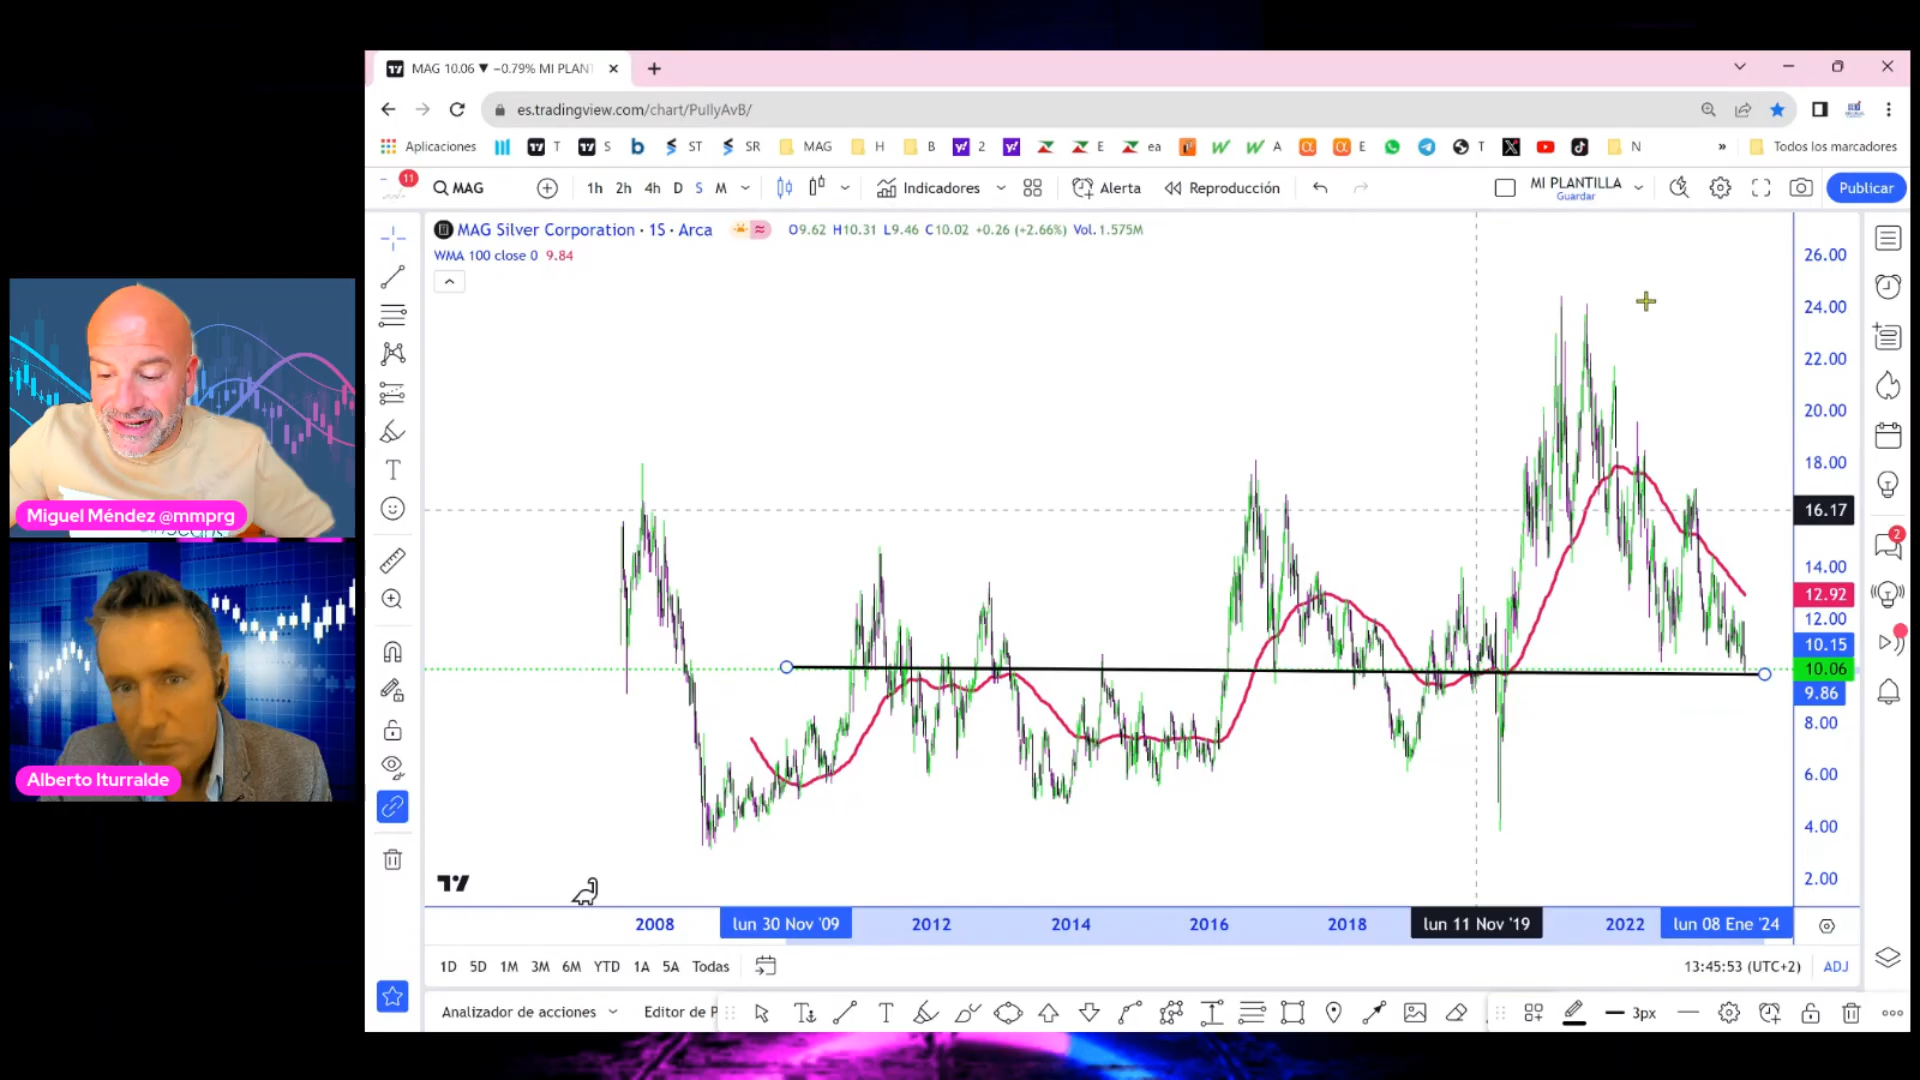 MAG 10.06 ▼ −0.79% MI PLAN
es.tradingview.com/chart/PuIlyAvB/
Aplicaciones T S ST SR MAG H B 2 E ea A E T N » Todos los marcadores
11
MAG 1h 2h 4h D S M Indicadores Alerta Reproducción MI PLANTILLA Publicar
Guardar
MAG Silver Corporation · 1S · Arca O9.62 H10.31 L9.46 C10.02 +0.26 (+2.66%) Vol.1.575M
WMA 100 close 0 9.84
26.00
24.00
22.00
20.00
18.00
16.17
14.00
12.92
12.00
10.15
10.06
9.86
8.00
6.00
4.00
2.00
2
Miguel Méndez @mmprg
Alberto Iturralde
2008 lun 30 Nov '09 2012 2014 2016 2018 lun 11 Nov '19 2022 lun 08 Ene '24
1D 5D 1M 3M 6M YTD 1A 5A Todas 13:45:53 (UTC+2) ADJ
Analizador de acciones Editor de P T 3px